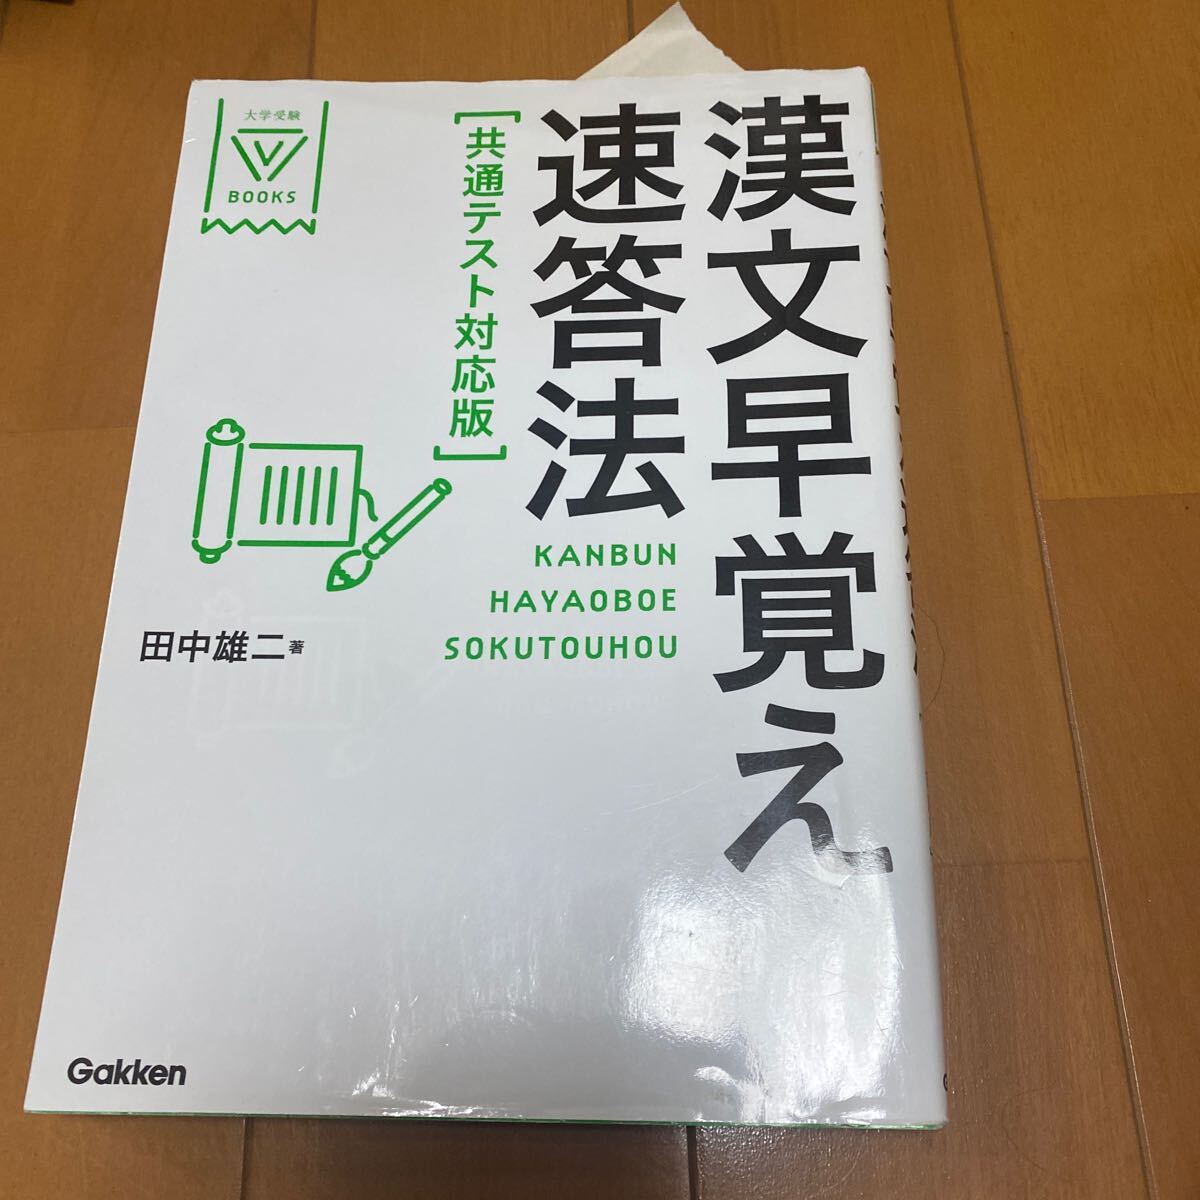 漢文早覚え
速答法
[共通テスト対応版]
KANBUN
HAYAOBOE
SOKUTOUHOU
大学受験
V
BOOKS
田中雄二 著
Gakken